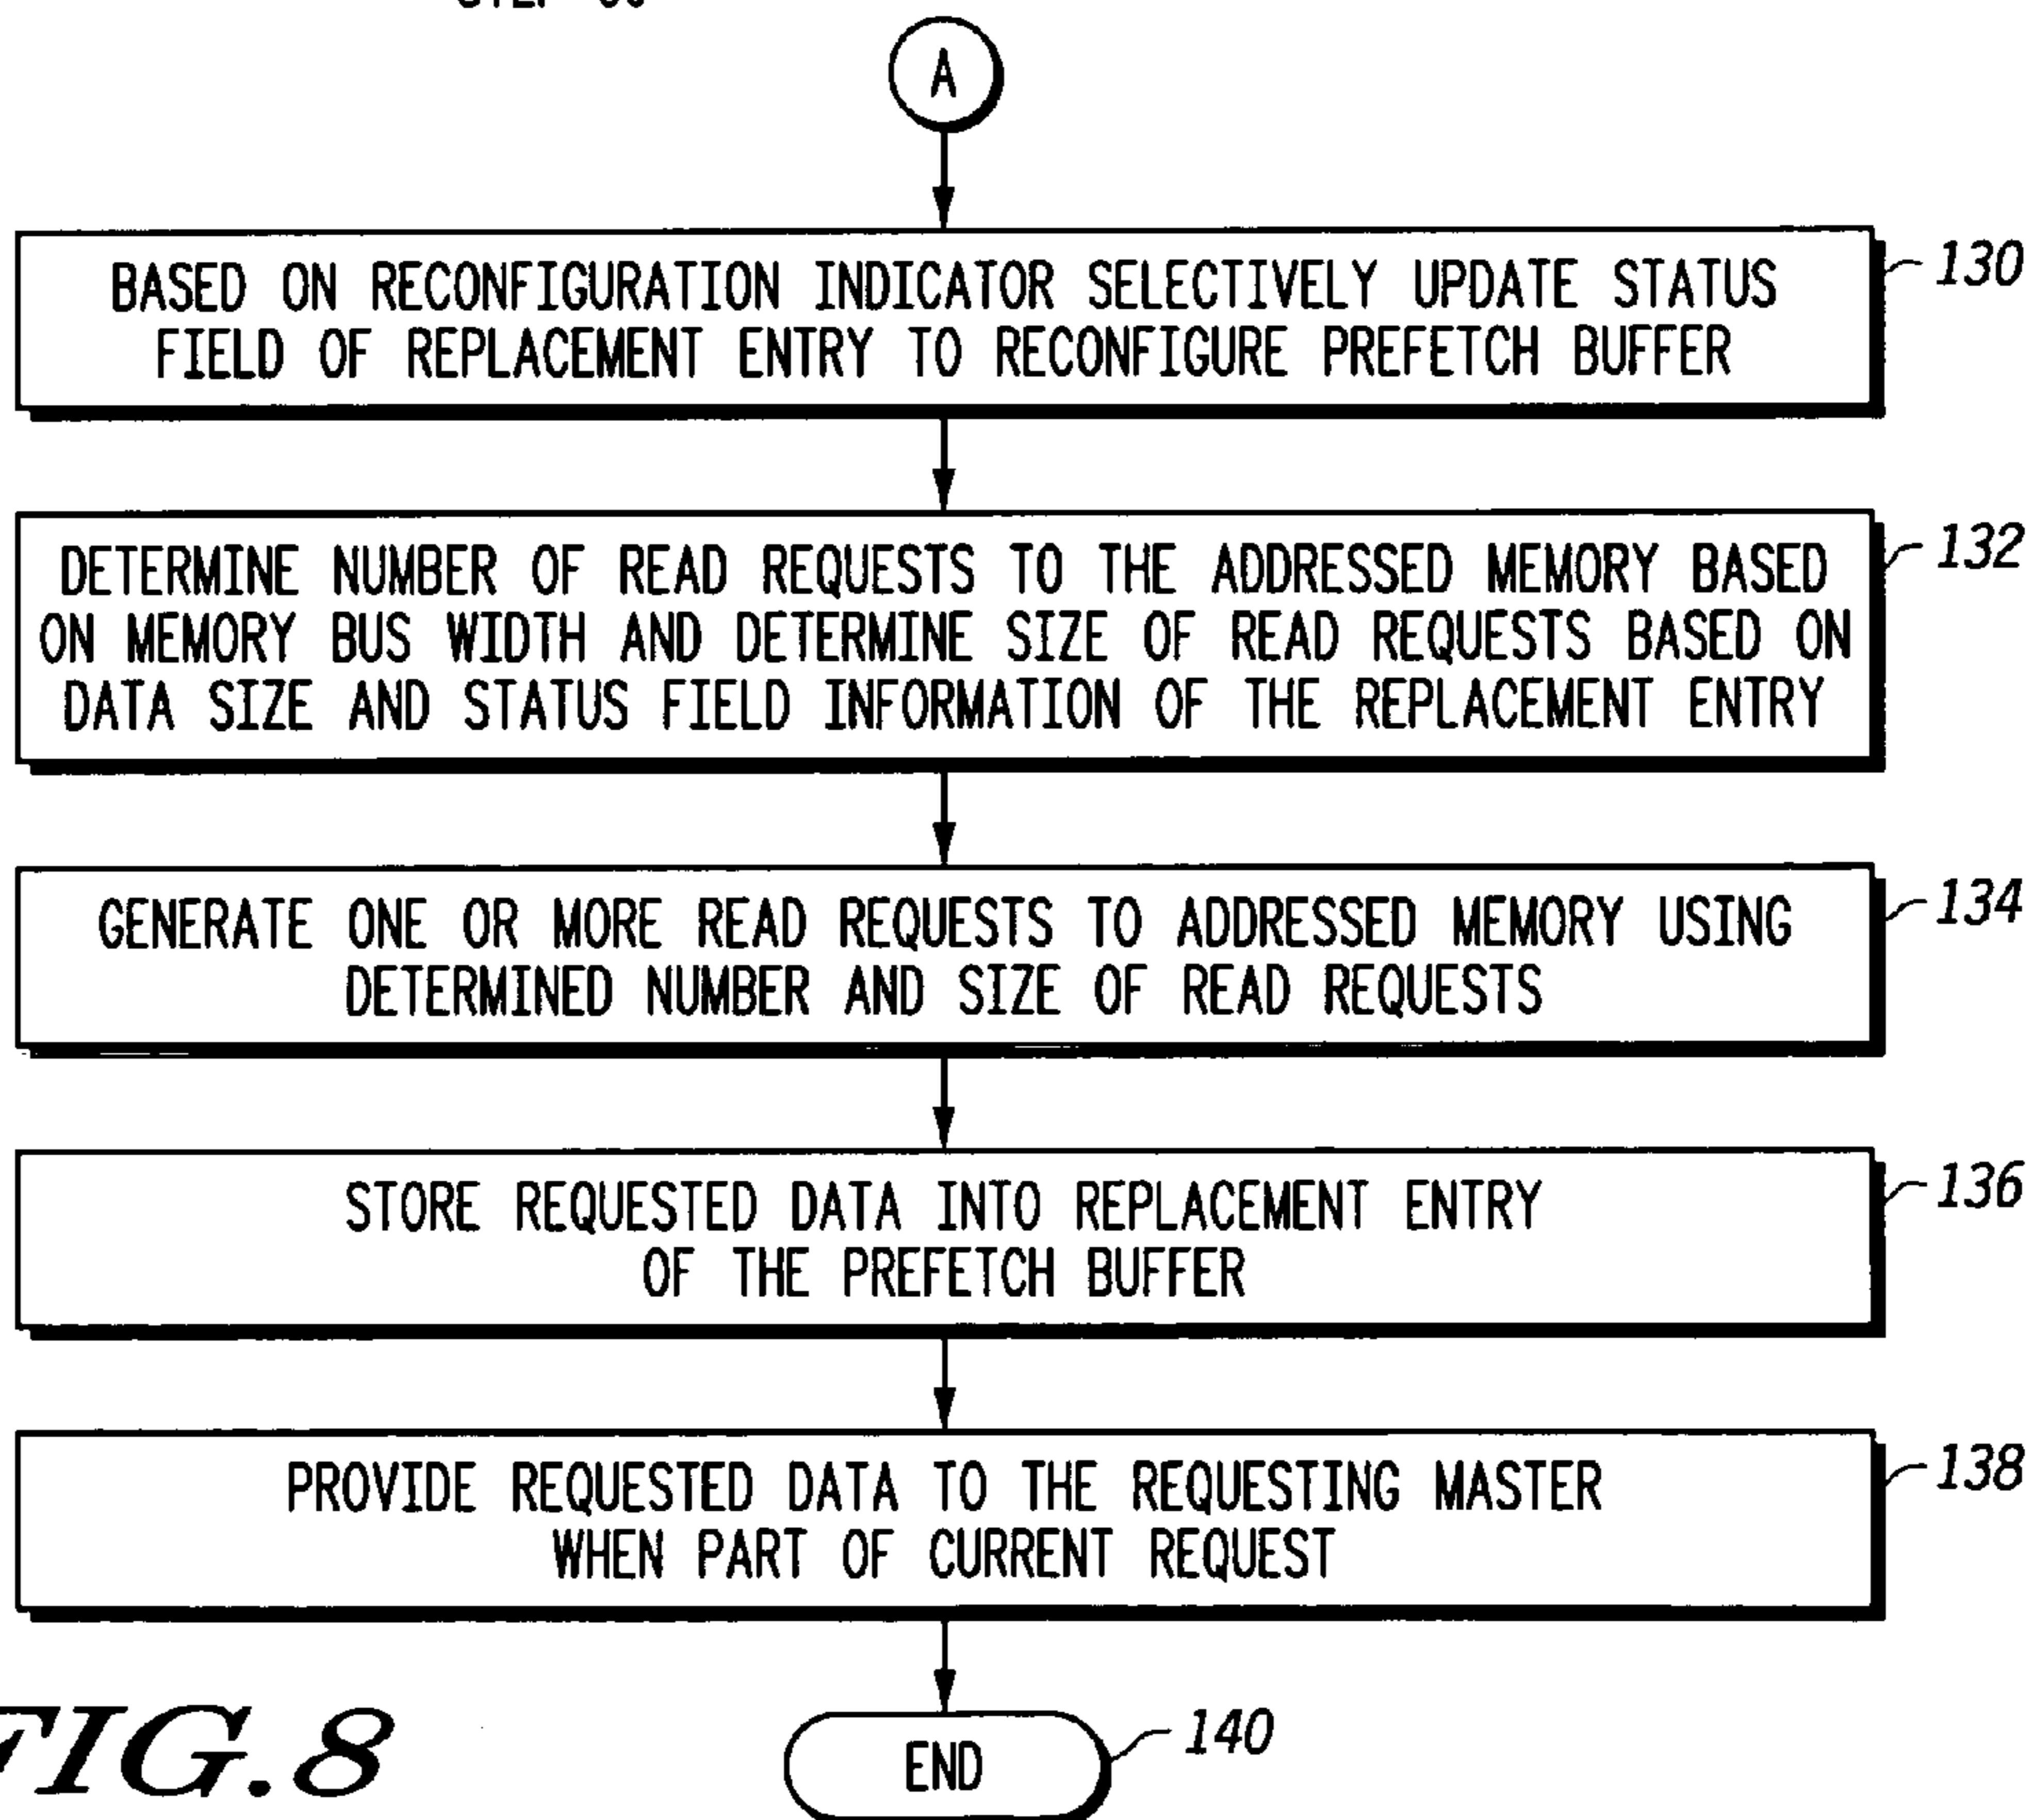 A
BASED ON RECONFIGURATION INDICATOR SELECTIVELY UPDATE STATUS
FIELD OF REPLACEMENT ENTRY TO RECONFIGURE PREFETCH BUFFER
130
DETERMINE NUMBER OF READ REQUESTS TO THE ADDRESSED MEMORY BASED
ON MEMORY BUS WIDTH AND DETERMINE SIZE OF READ REQUESTS BASED ON
DATA SIZE AND STATUS FIELD INFORMATION OF THE REPLACEMENT ENTRY
132
GENERATE ONE OR MORE READ REQUESTS TO ADDRESSED MEMORY USING
DETERMINED NUMBER AND SIZE OF READ REQUESTS
134
STORE REQUESTED DATA INTO REPLACEMENT ENTRY
OF THE PREFETCH BUFFER
136
PROVIDE REQUESTED DATA TO THE REQUESTING MASTER
WHEN PART OF CURRENT REQUEST
138
END
140
FIG.8